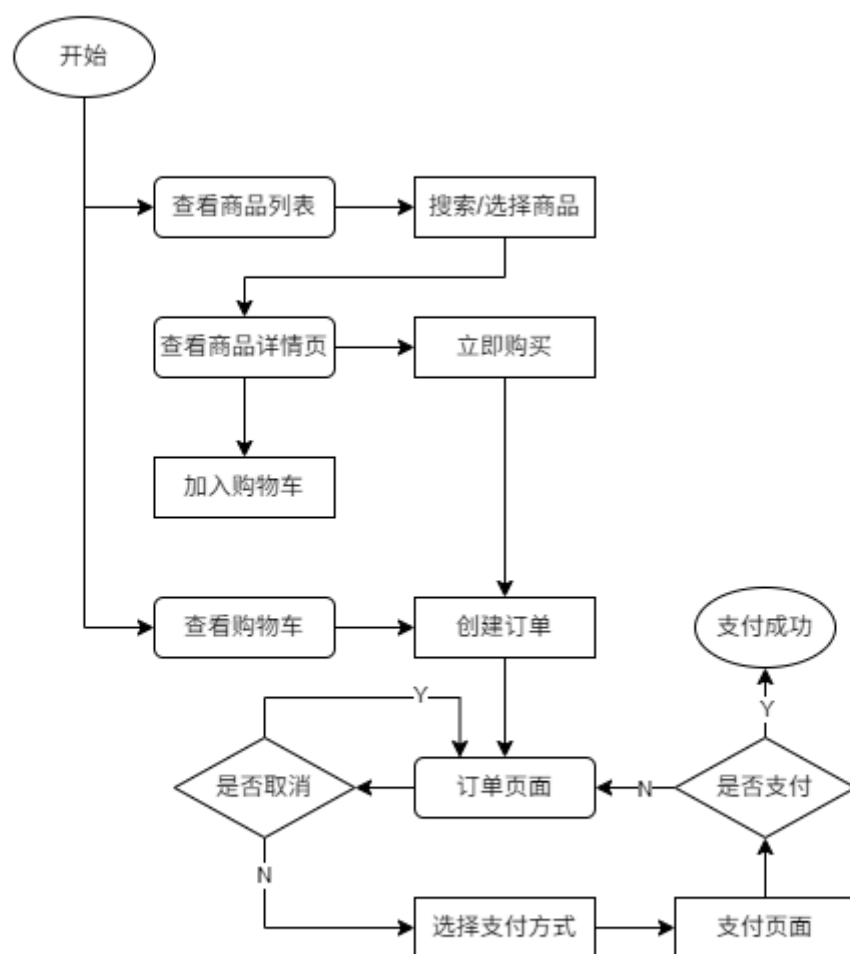 开始
查看商品列表
搜索/选择商品
查看商品详情页
立即购买
加入购物车
查看购物车
创建订单
支付成功
Y
Y
是否取消
订单页面
N
是否支付
N
选择支付方式
支付页面